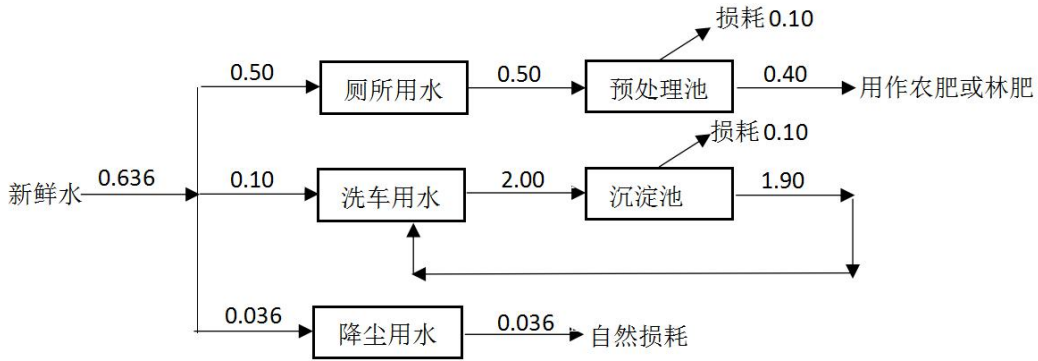 损耗0.10
0.50
厕所用水
0.50
预处理池
0.40
用作农肥或林肥
损耗0.10
新鲜水
0.636
0.10
洗车用水
2.00
沉淀池
1.90
0.036
降尘用水
0.036
自然损耗